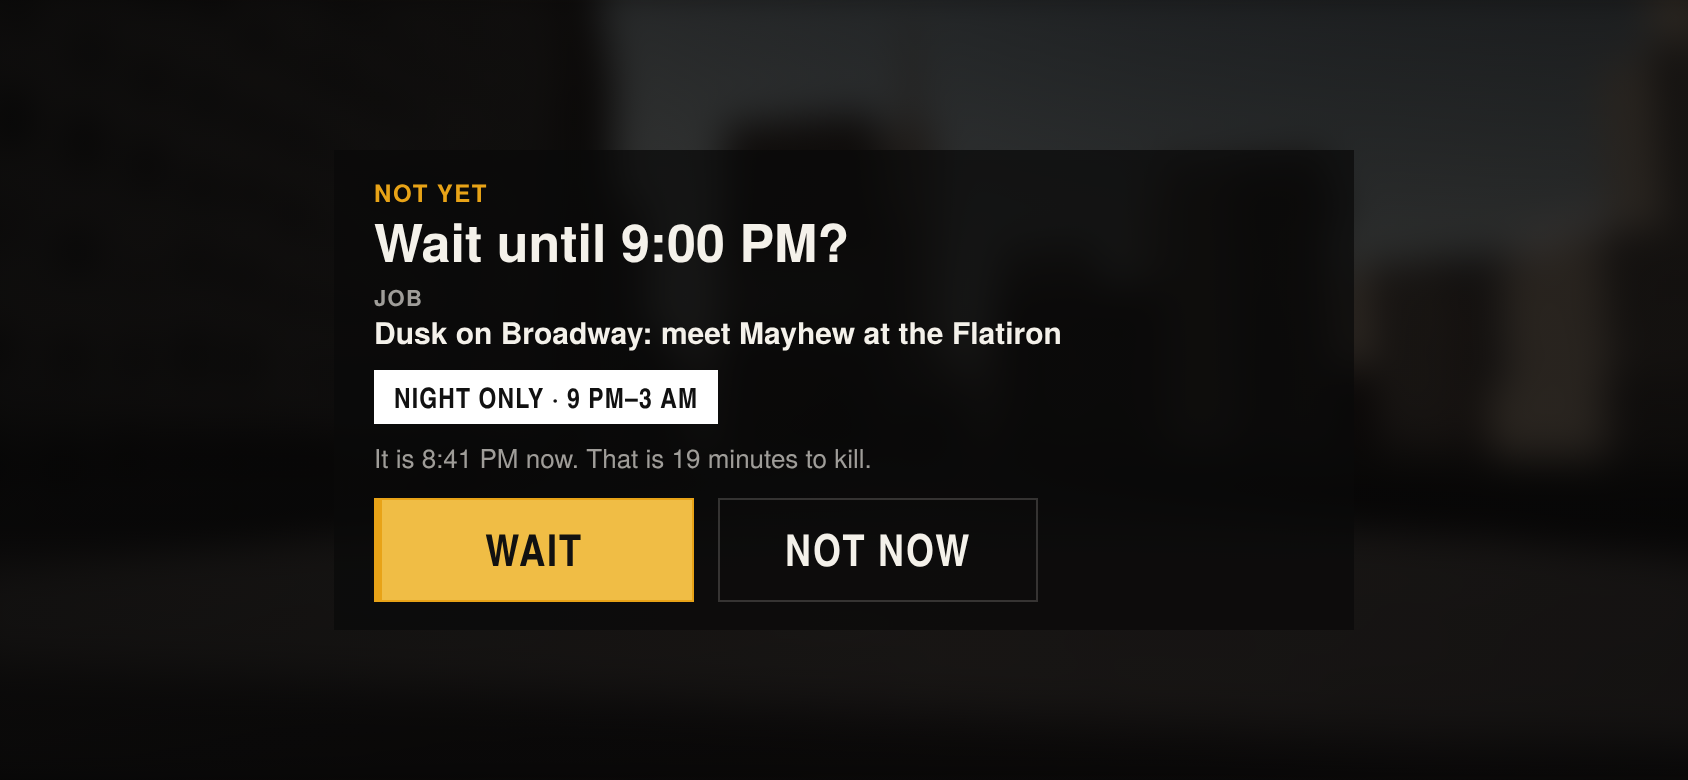 NOT YET
Wait until 9:00 PM?
JOB
Dusk on Broadway: meet Mayhew at the Flatiron
NIGHT ONLY · 9 PM–3 AM
It is 8:41 PM now. That is 19 minutes to kill.
WAIT
NOT NOW